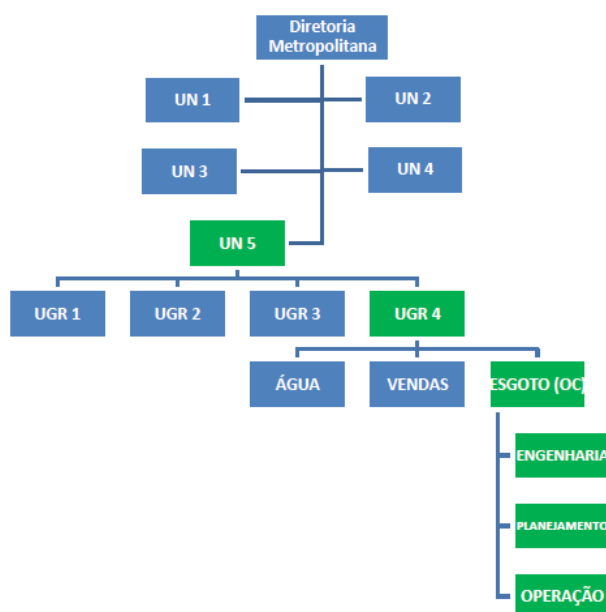 Diretoria
Metropolitana
UN 1
UN 2
UN 3
UN 4
UN 5
UGR 1
UGR 2
UGR 3
UGR 4
ÁGUA
VENDAS
ESGOTO (OC)
ENGENHARIA
PLANEJAMENTO
OPERAÇÃO